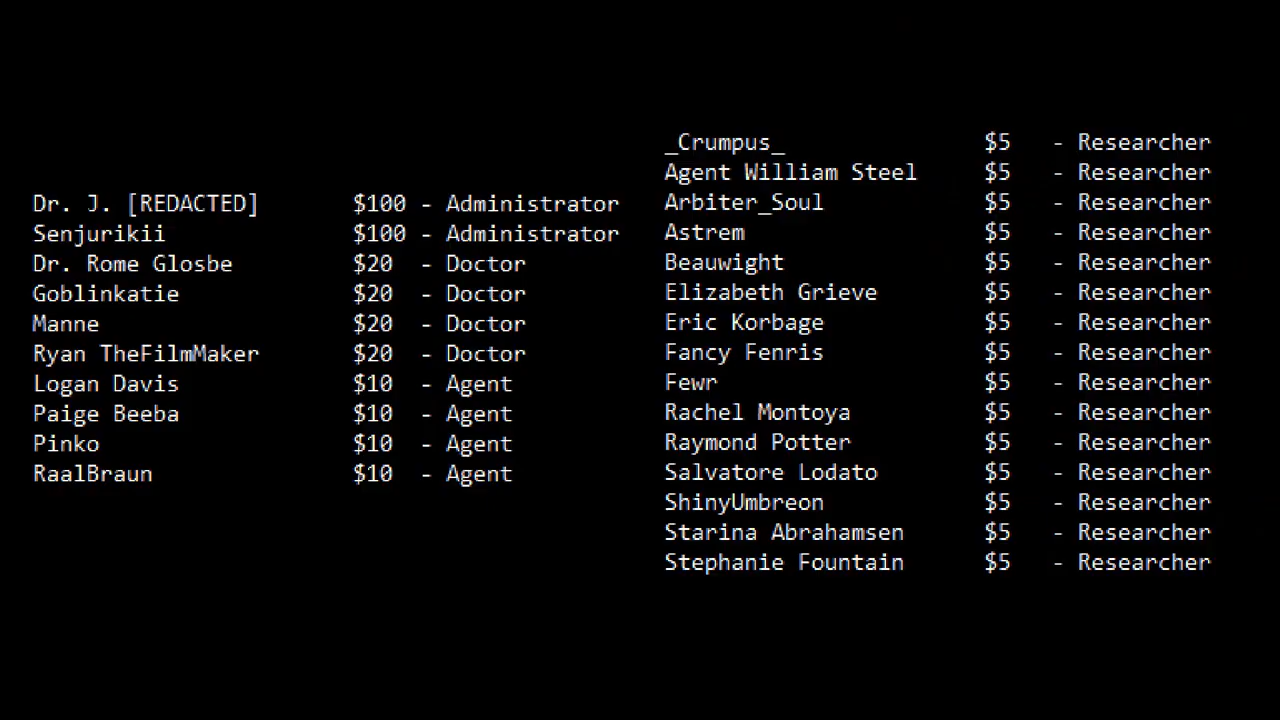 Dr. J. [REDACTED] $100 - Administrator
Senjurikii $100 - Administrator
Dr. Rome Glosbe $20 - Doctor
Goblinkatie $20 - Doctor
Manne $20 - Doctor
Ryan TheFilmMaker $20 - Doctor
Logan Davis $10 - Agent
Paige Beeba $10 - Agent
Pinko $10 - Agent
RaalBraun $10 - Agent
_Crumpus_ $5 - Researcher
Agent William Steel $5 - Researcher
Arbiter_Soul $5 - Researcher
Astrem $5 - Researcher
Beauwight $5 - Researcher
Elizabeth Grieve $5 - Researcher
Eric Korbage $5 - Researcher
Fancy Fenris $5 - Researcher
Fewr $5 - Researcher
Rachel Montoya $5 - Researcher
Raymond Potter $5 - Researcher
Salvatore Lodato $5 - Researcher
ShinyUmbreon $5 - Researcher
Starina Abrahamsen $5 - Researcher
Stephanie Fountain $5 - Researcher